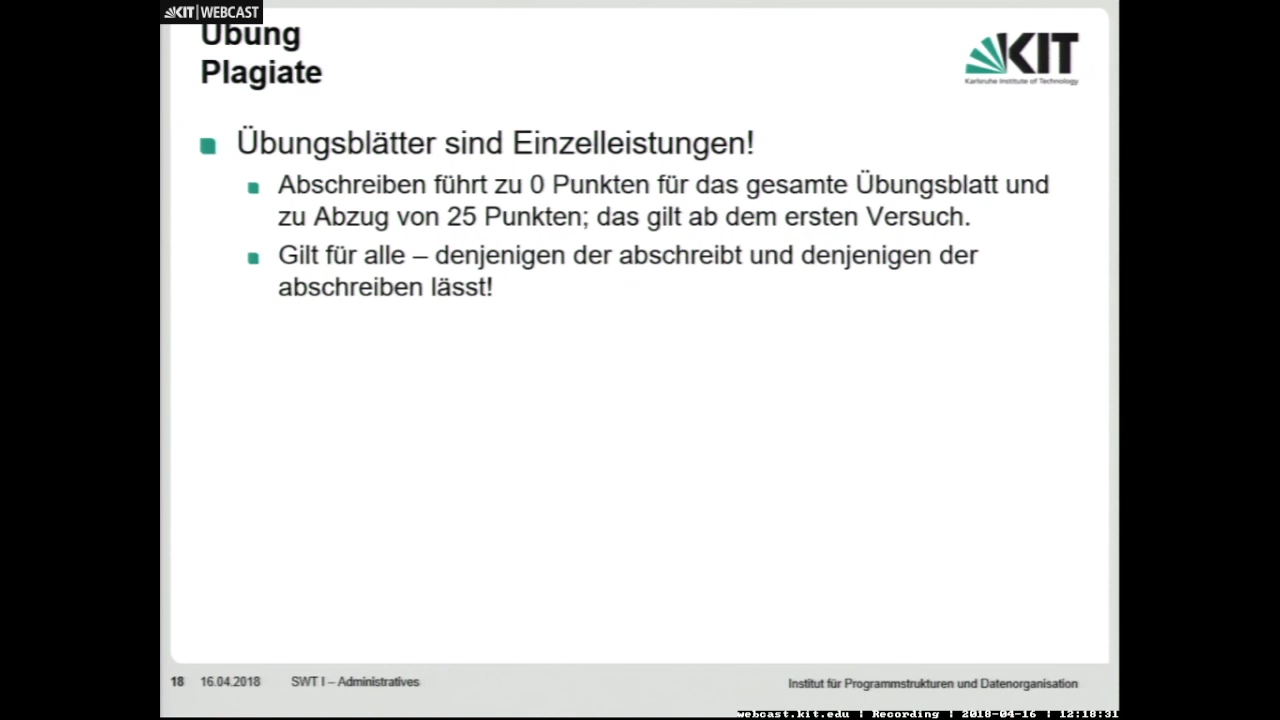 KIT WEBCAST
Übung
Plagiate
KIT
Karlsruhe Institute of Technology
Übungsblätter sind Einzelleistungen!
Abschreiben führt zu 0 Punkten für das gesamte Übungsblatt und
zu Abzug von 25 Punkten; das gilt ab dem ersten Versuch.
Gilt für alle – denjenigen der abschreibt und denjenigen der
abschreiben lässt!
18 16.04.2018 SWT I – Administratives
Institut für Programmstrukturen und Datenorganisation
webcast.kit.edu | Recording | 2018-04-16 | 12:18:31